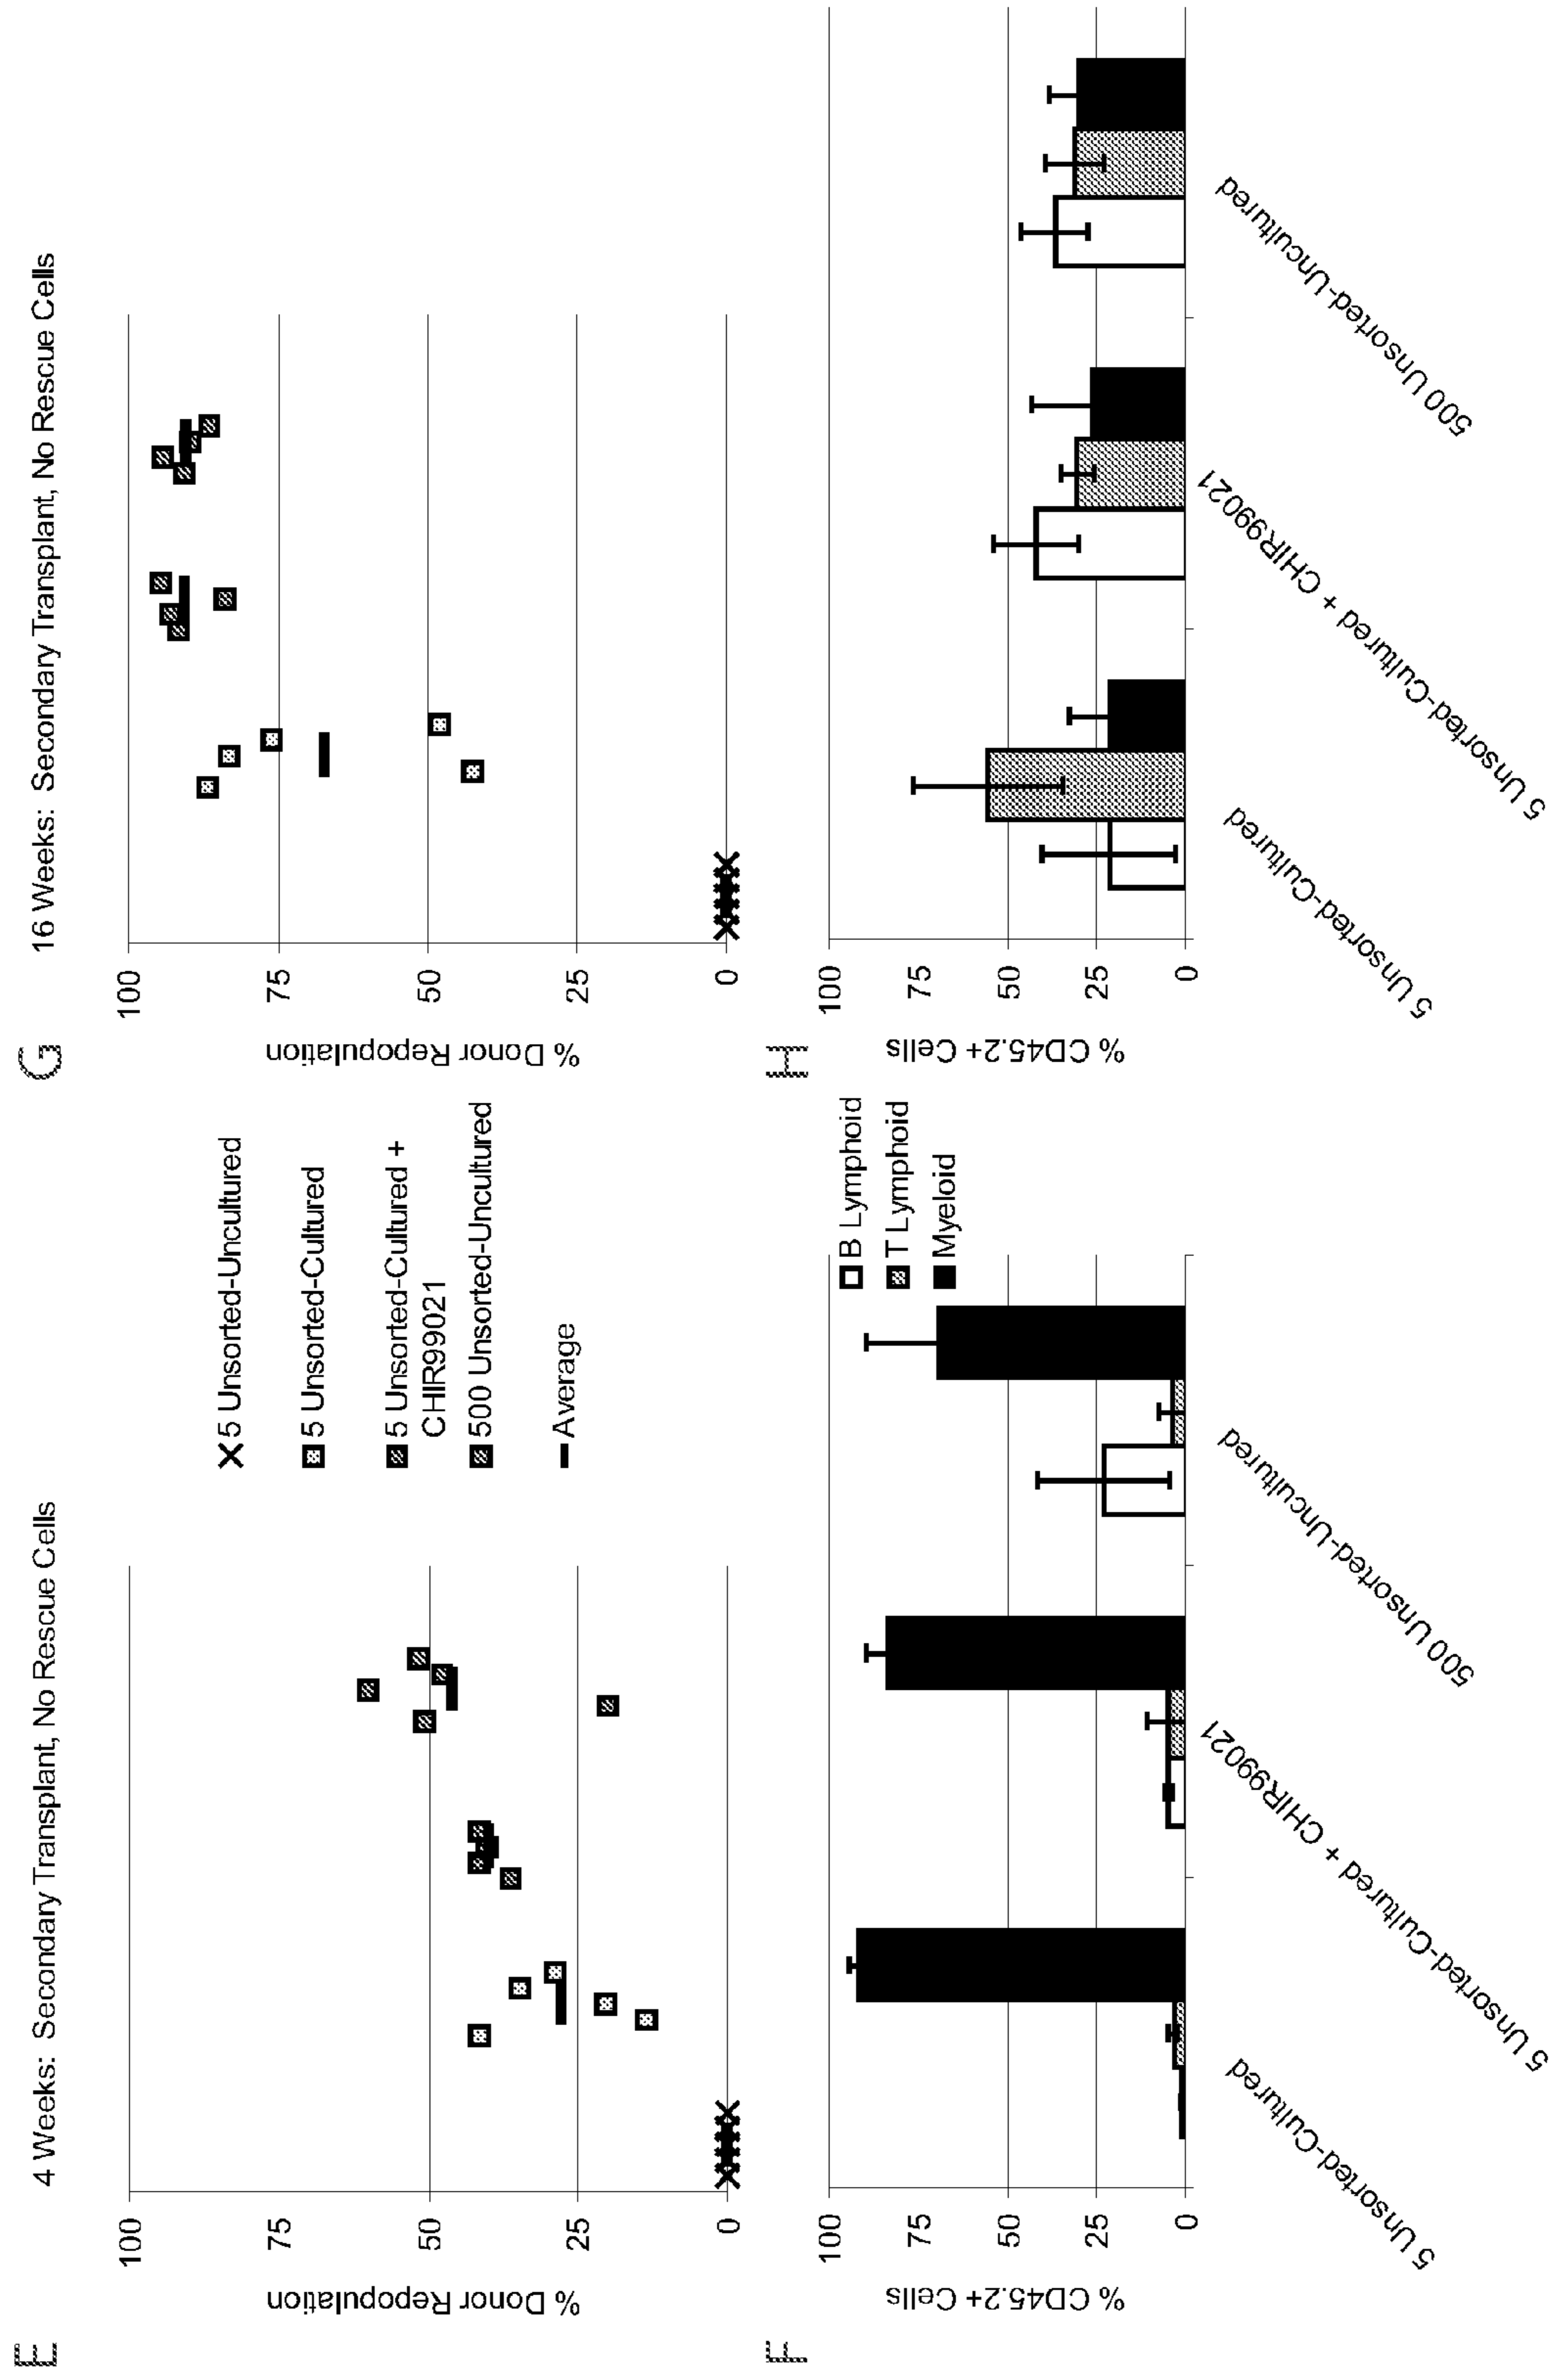 E
4 Weeks: Secondary Transplant, No Rescue Cells
% Donor Repopulation
100
75
50
25
0
5 Unsorted-Uncultured
5 Unsorted-Cultured
5 Unsorted-Cultured +
CHIR99021
500 Unsorted-Uncultured
Average
G
16 Weeks: Secondary Transplant, No Rescue Cells
% Donor Repopulation
100
75
50
25
0
F
% CD45.2+ Cells
100
75
50
25
0
5 Unsorted-Cultured
5 Unsorted-Cultured + CHIR99021
500 Unsorted-Uncultured
B Lymphoid
T Lymphoid
Myeloid
H
% CD45.2+ Cells
100
75
50
25
0
5 Unsorted-Cultured
5 Unsorted-Cultured + CHIR99021
500 Unsorted-Uncultured